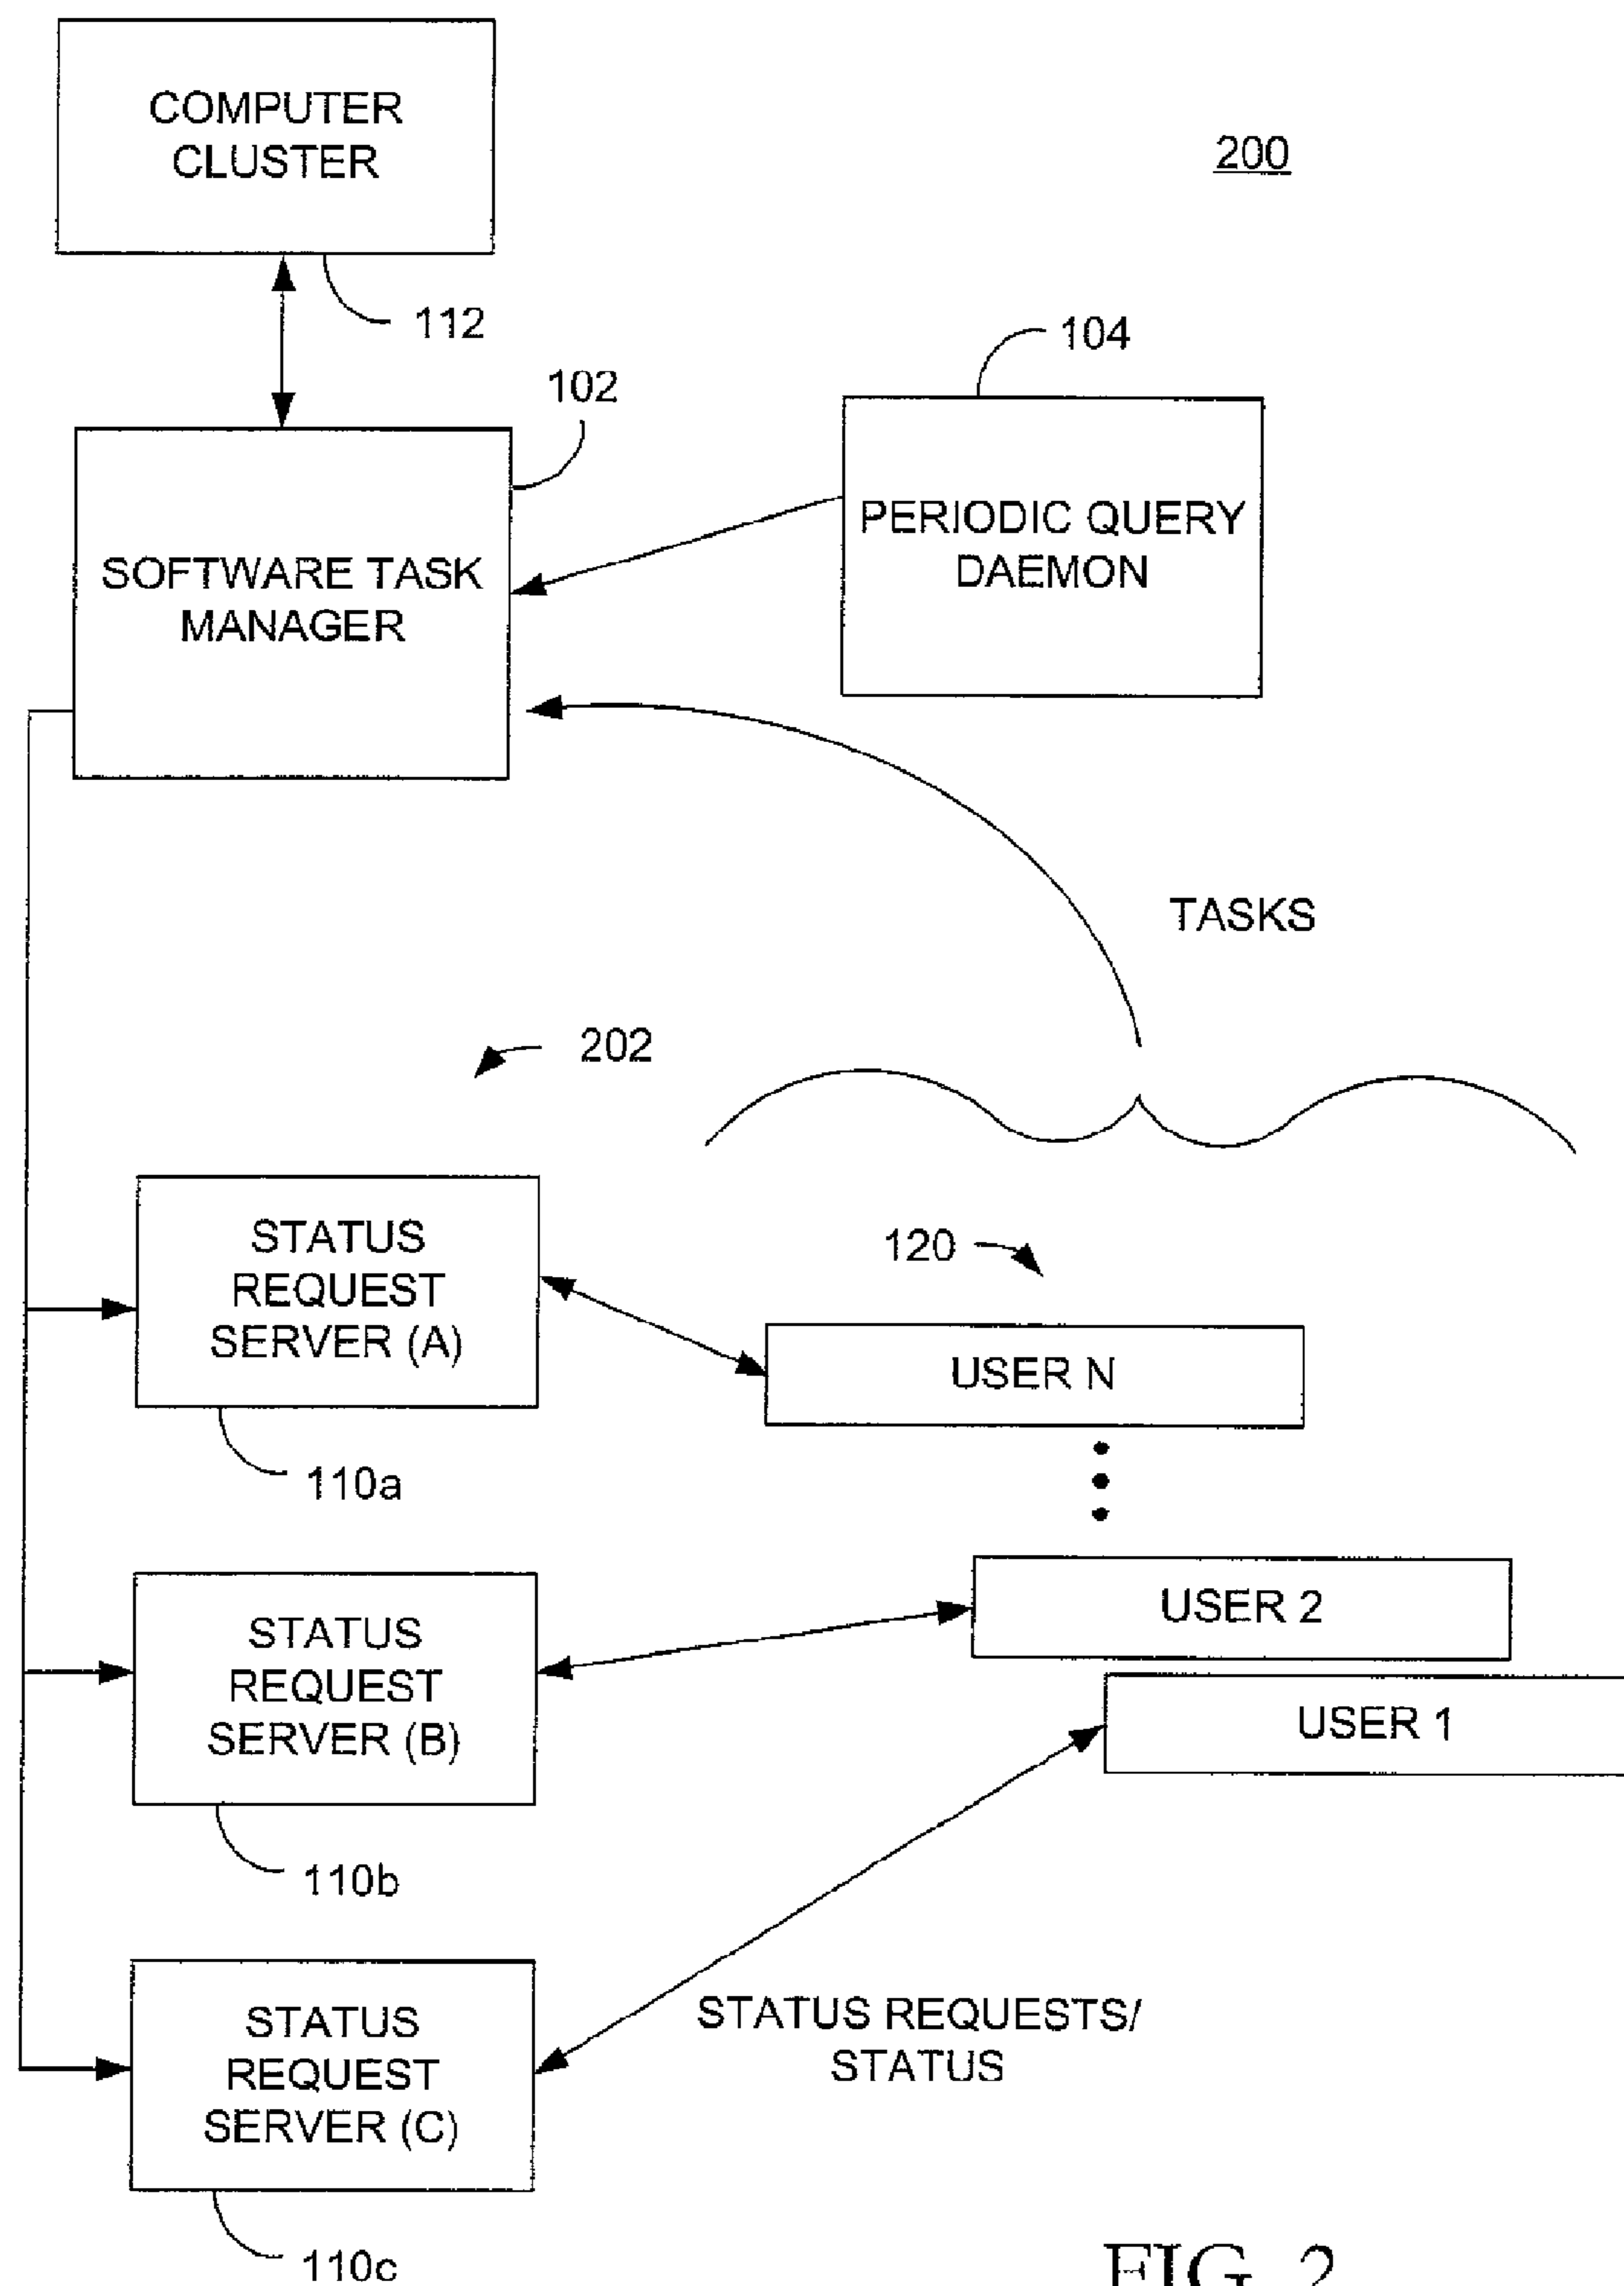 COMPUTER
CLUSTER
200
112
104
102
PERIODIC QUERY
DAEMON
SOFTWARE TASK
MANAGER
TASKS
202
STATUS
REQUEST
SERVER (A)
120
USER N
110a
USER 2
STATUS
REQUEST
SERVER (B)
USER 1
110b
STATUS REQUESTS/
STATUS
STATUS
REQUEST
SERVER (C)
110c
FIG. 2